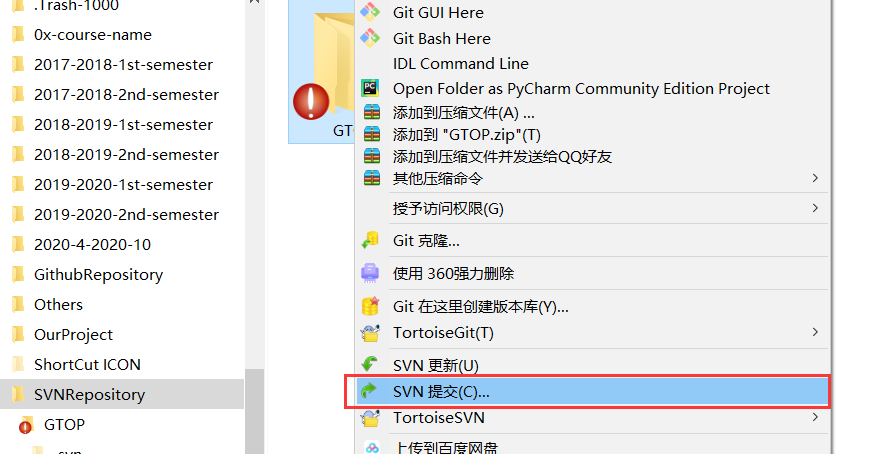 .Trash-1000
0x-course-name
2017-2018-1st-semester
2017-2018-2nd-semester
2018-2019-1st-semester
2018-2019-2nd-semester
2019-2020-1st-semester
2019-2020-2nd-semester
2020-4-2020-10
GithubRepository
Others
OurProject
ShortCut ICON
SVNRepository
GTOP
.svn
GT
Git GUI Here
Git Bash Here
IDL Command Line
Open Folder as PyCharm Community Edition Project
添加到压缩文件(A) ...
添加到 "GTOP.zip"(T)
添加到压缩文件并发送给QQ好友
其他压缩命令
授予访问权限(G)
Git 克隆...
使用 360强力删除
Git 在这里创建版本库(Y)...
TortoiseGit(T)
SVN 更新(U)
SVN 提交(C)...
TortoiseSVN
上传到百度网盘